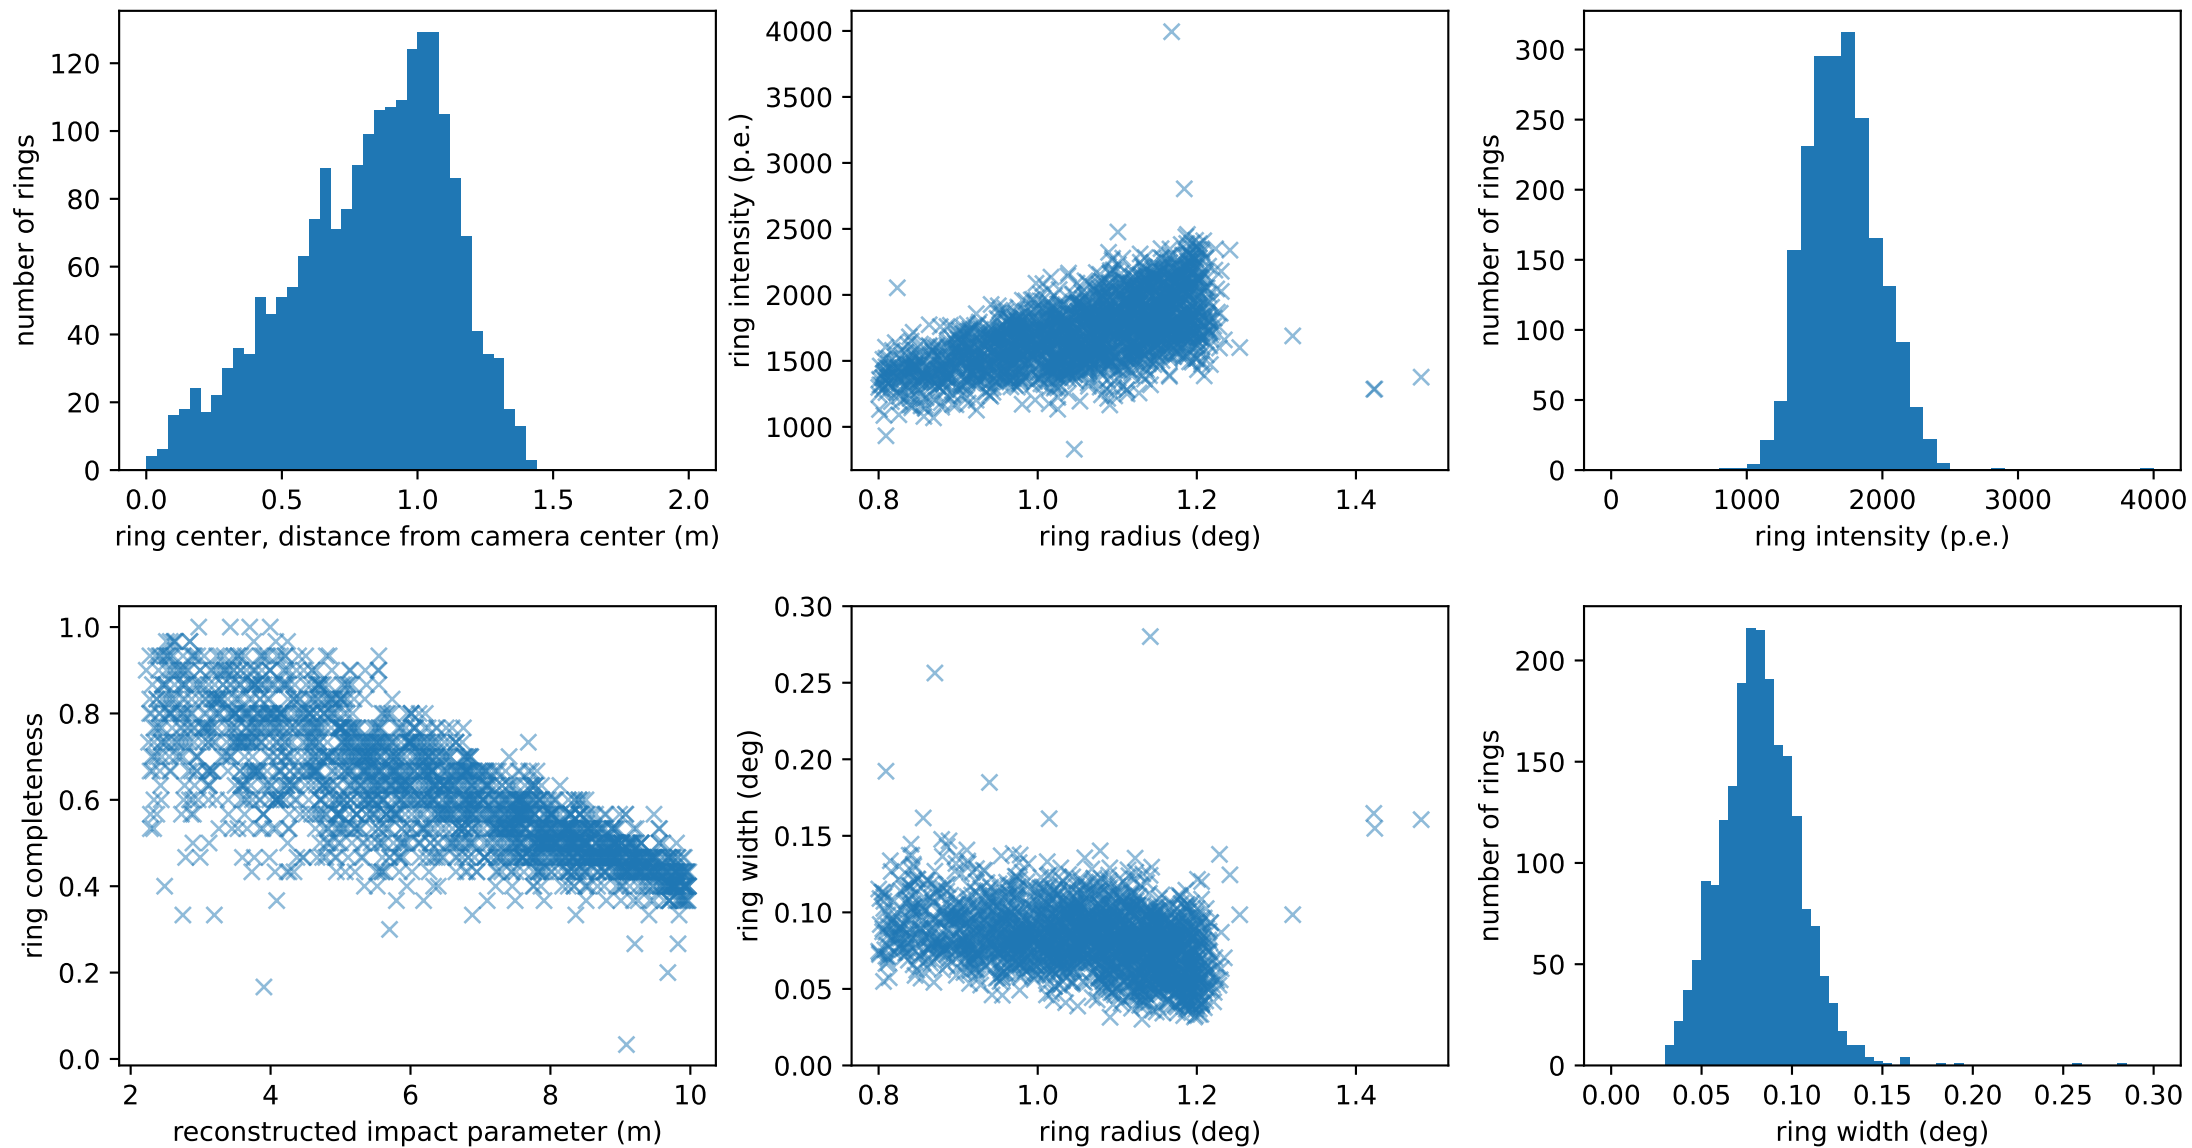 120
100
80
60
40
20
0
number of rings
0.0 0.5 1.0 1.5 2.0
ring center, distance from camera center (m)
4000
3500
3000
2500
2000
1500
1000
ring intensity (p.e.)
0.8 1.0 1.2 1.4
ring radius (deg)
300
250
200
150
100
50
0
number of rings
0 1000 2000 3000 4000
ring intensity (p.e.)
1.0
0.8
0.6
0.4
0.2
0.0
ring completeness
2 4 6 8 10
reconstructed impact parameter (m)
0.30
0.25
0.20
0.15
0.10
0.05
0.00
ring width (deg)
0.8 1.0 1.2 1.4
ring radius (deg)
200
150
100
50
0
number of rings
0.00 0.05 0.10 0.15 0.20 0.25 0.30
ring width (deg)